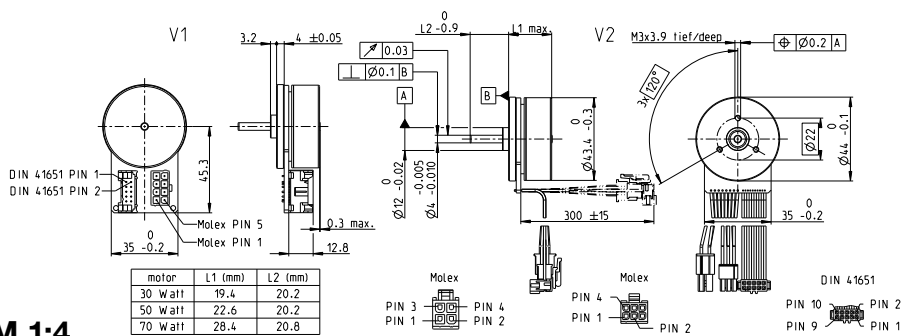 V1
3.2
4 ±0.05
45.3
DIN 41651 PIN 1
DIN 41651 PIN 2
Molex PIN 5
Molex PIN 1
0
35 -0.2
0.3 max.
12.8
0
L2 -0.9
L1 max.
0.03
Ø0.1 B
A
B
0
Ø12 -0.02
-0.005
Ø4 -0.010
0
Ø43.4 -0.3
300 ±15
V2
M3x3.9 tief/deep
Ø0.2 A
3x 120°
Ø22
0
Ø44 -0.1
0
35 -0.2
motor L1 (mm) L2 (mm)
30 Watt 19.4 20.2
50 Watt 22.6 20.2
70 Watt 28.4 20.8
Molex
PIN 3 PIN 4
PIN 1 PIN 2
Molex
PIN 4
PIN 1
PIN 2
DIN 41651
PIN 10 PIN 2
PIN 9 PIN 1
M 1:4